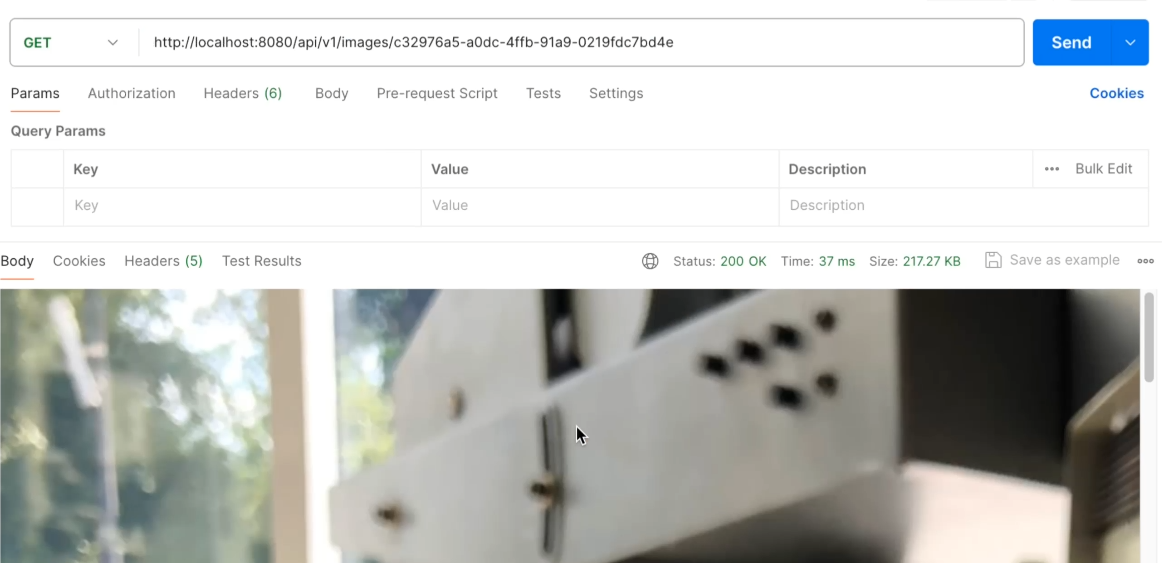 GET http://localhost:8080/api/v1/images/c32976a5-a0dc-4ffb-91a9-0219fdc7bd4e Send
Params Authorization Headers (6) Body Pre-request Script Tests Settings Cookies
Query Params
Key Value Description ••• Bulk Edit
Key Value Description
Body Cookies Headers (5) Test Results Status: 200 OK Time: 37 ms Size: 217.27 KB Save as example